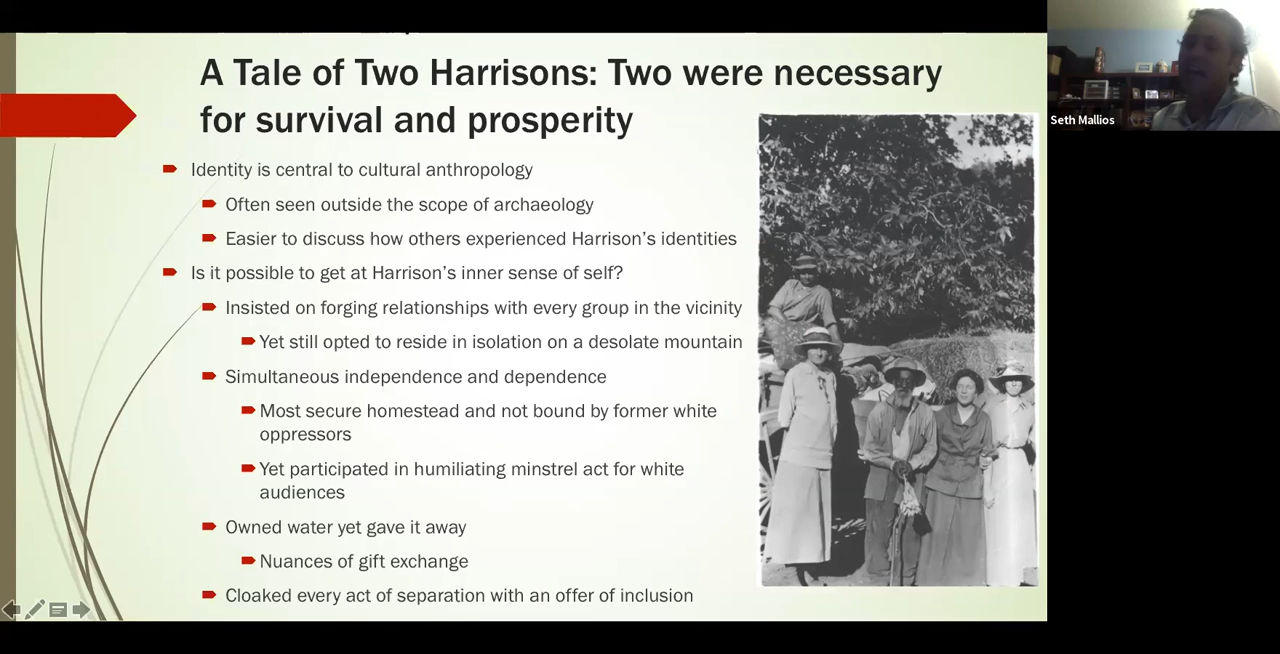 A Tale of Two Harrisons: Two were necessary
for survival and prosperity
Identity is central to cultural anthropology
Often seen outside the scope of archaeology
Easier to discuss how others experienced Harrison's identities
Is it possible to get at Harrison's inner sense of self?
Insisted on forging relationships with every group in the vicinity
Yet still opted to reside in isolation on a desolate mountain
Simultaneous independence and dependence
Most secure homestead and not bound by former white
oppressors
Yet participated in humiliating minstrel act for white
audiences
Owned water yet gave it away
Nuances of gift exchange
Cloaked every act of separation with an offer of inclusion
Seth Mallios